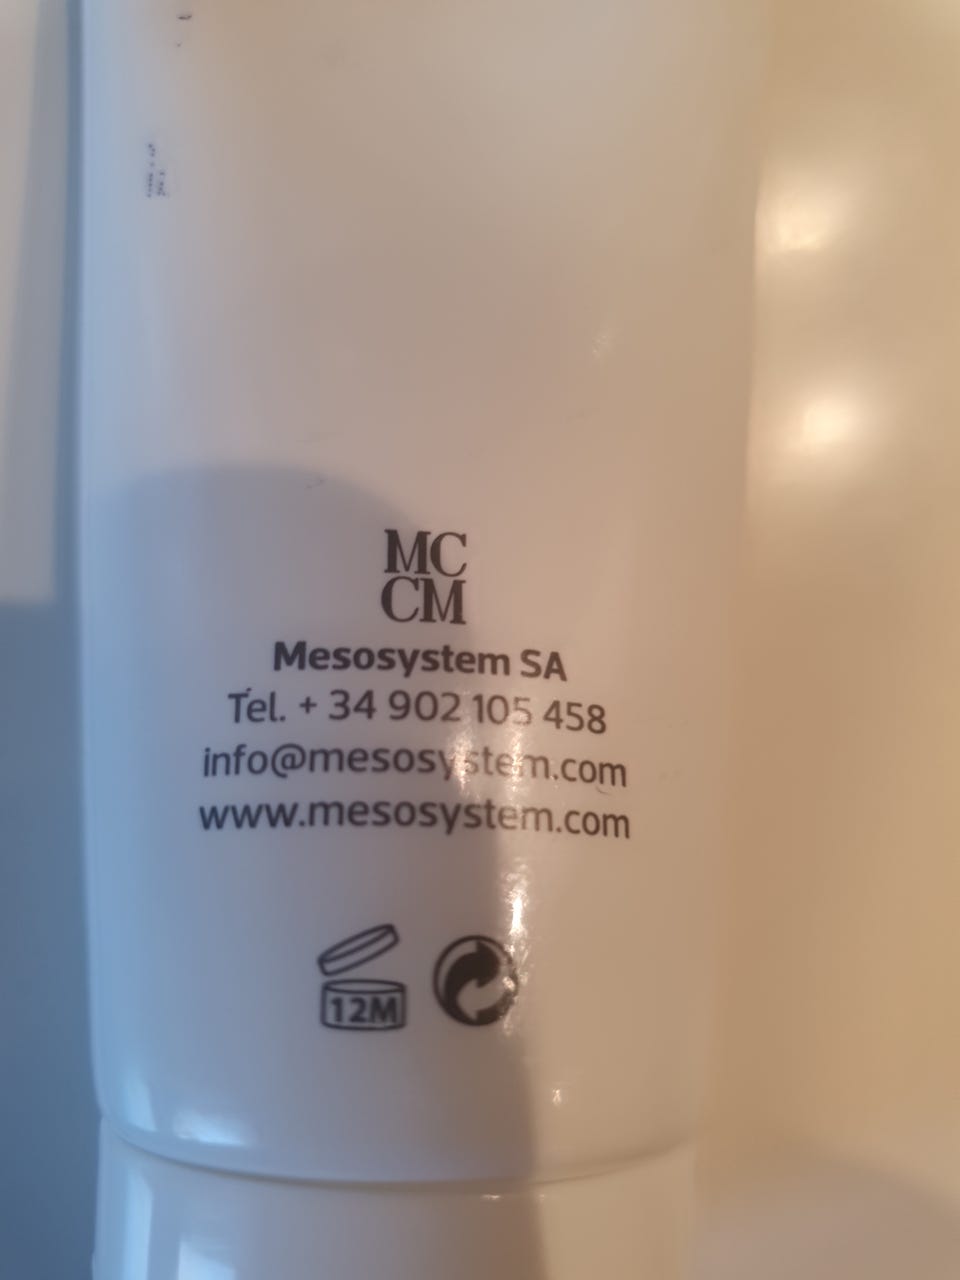 MC
CM
Mesosystem SA
Tel. + 34 902 105 458
info@mesosystem.com
www.mesosystem.com
12M